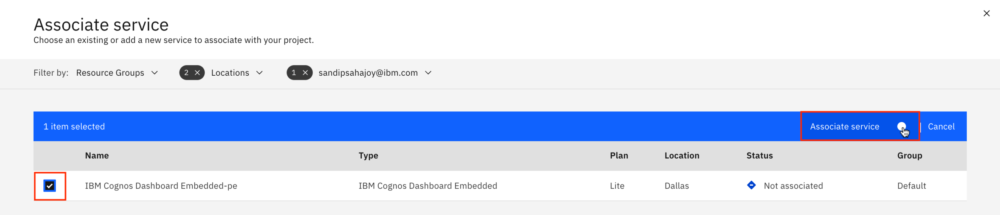 Associate service
Choose an existing or add a new service to associate with your project.
Filter by: Resource Groups 2 Locations 1 sandipsahajoy@ibm.com
1 item selected Associate service Cancel
Name Type Plan Location Status Group
IBM Cognos Dashboard Embedded-pe IBM Cognos Dashboard Embedded Lite Dallas Not associated Default